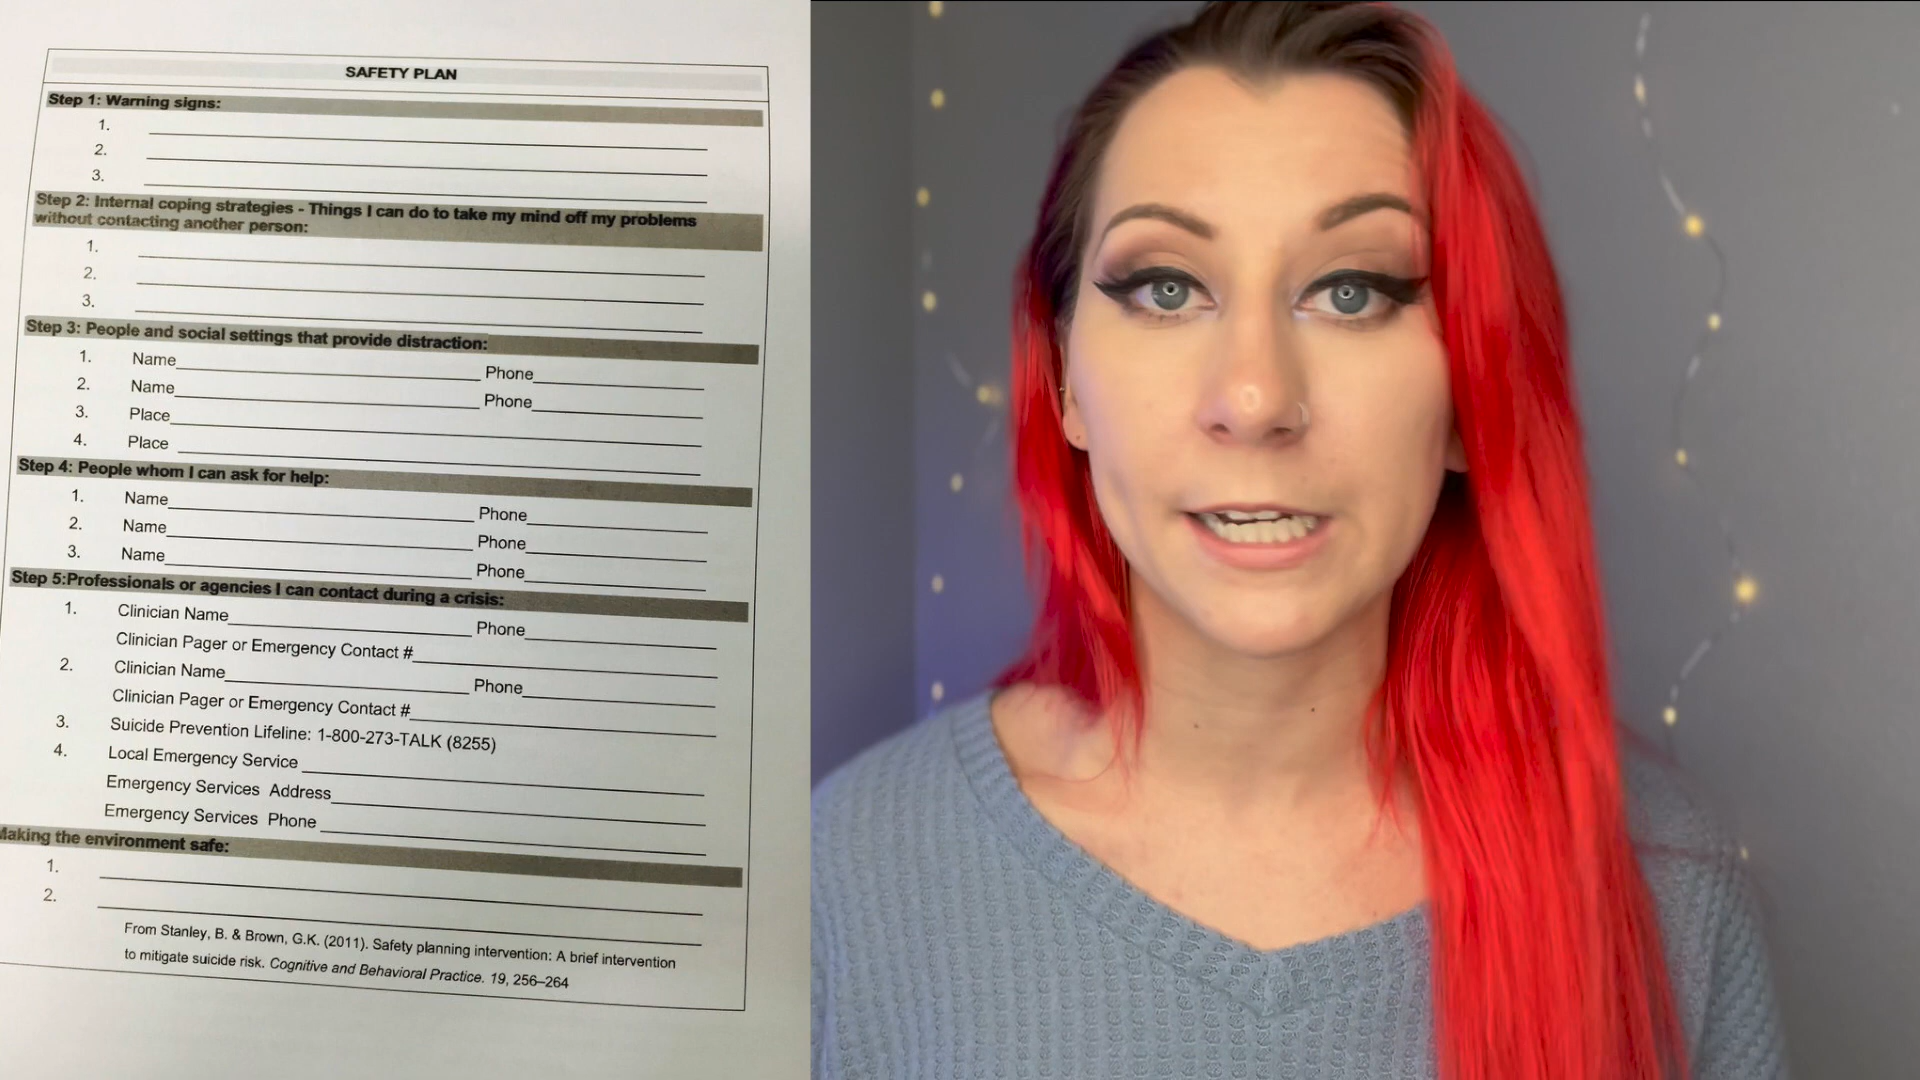 SAFETY PLAN
Step 1: Warning signs:
1.
2.
3.
Step 2: Internal coping strategies - Things I can do to take my mind off my problems
without contacting another person:
1.
2.
3.
Step 3: People and social settings that provide distraction:
1. Name Phone
2. Name Phone
3. Place
4. Place
Step 4: People whom I can ask for help:
1. Name Phone
2. Name Phone
3. Name Phone
Step 5:Professionals or agencies I can contact during a crisis:
1. Clinician Name Phone
Clinician Pager or Emergency Contact #
2. Clinician Name Phone
Clinician Pager or Emergency Contact #
3. Suicide Prevention Lifeline: 1-800-273-TALK (8255)
4. Local Emergency Service
Emergency Services Address
Emergency Services Phone
Making the environment safe:
1.
2.
From Stanley, B. & Brown, G.K. (2011). Safety planning intervention: A brief intervention
to mitigate suicide risk. Cognitive and Behavioral Practice. 19, 256–264